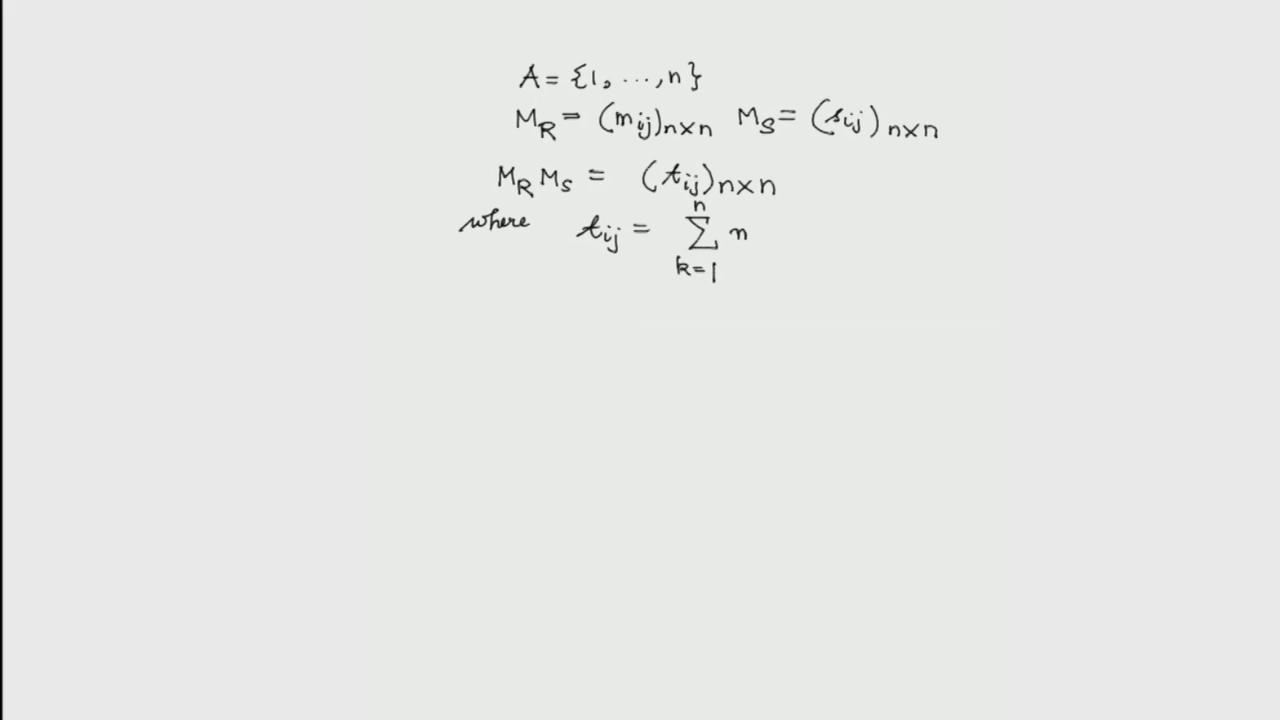 A = {1, ..., n}
M_R = (m_ij)_n×n M_S = (s_ij)_n×n
M_R M_S = (t_ij)_n×n
where t_ij = ∑_{k=1}^{n} n